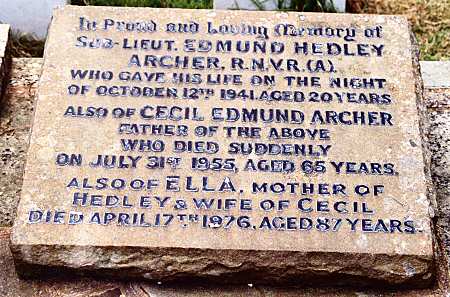 In Proud and Loving Memory of
SUB-LIEUT. EDMUND HEDLEY
ARCHER, R.N.V.R.(A).
WHO GAVE HIS LIFE ON THE NIGHT
OF OCTOBER 12TH 1941, AGED 20 YEARS
ALSO OF CECIL EDMUND ARCHER
FATHER OF THE ABOVE
WHO DIED SUDDENLY
ON JULY 31ST 1955, AGED 65 YEARS.
ALSO OF ELLA, MOTHER OF
HEDLEY & WIFE OF CECIL
DIED APRIL 17TH 1976, AGED 87 YEARS.